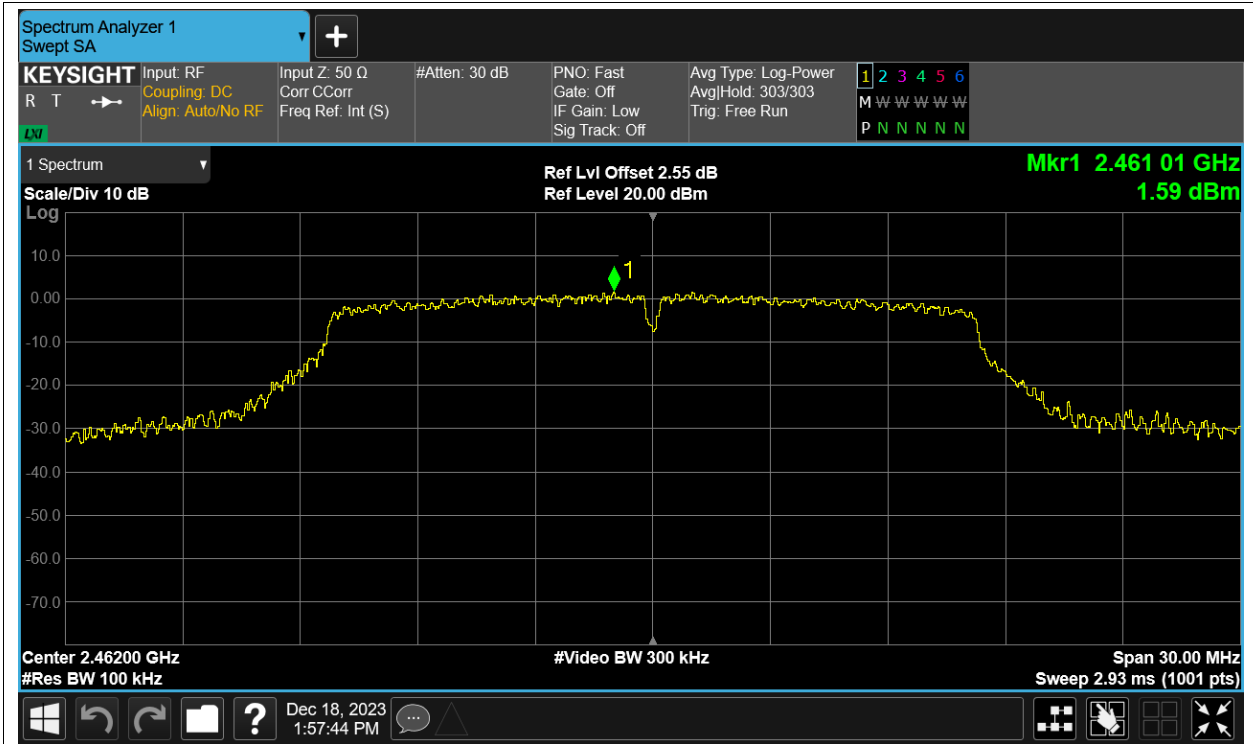 Spectrum Analyzer 1
Swept SA
KEYSIGHT
R T
LXI
Input: RF
Coupling: DC
Align: Auto/No RF
Input Z: 50 Ω
Corr CCorr
Freq Ref: Int (S)
#Atten: 30 dB
PNO: Fast
Gate: Off
IF Gain: Low
Sig Track: Off
Avg Type: Log-Power
Avg|Hold: 303/303
Trig: Free Run
1 2 3 4 5 6
M W W W W W W
P N N N N N N
1 Spectrum
Scale/Div 10 dB
Log
Ref Lvl Offset 2.55 dB
Ref Level 20.00 dBm
Mkr1 2.461 01 GHz
1.59 dBm
1
10.0
0.00
-10.0
-20.0
-30.0
-40.0
-50.0
-60.0
-70.0
Center 2.46200 GHz
#Res BW 100 kHz
#Video BW 300 kHz
Span 30.00 MHz
Sweep 2.93 ms (1001 pts)
?
Dec 18, 2023
1:57:44 PM